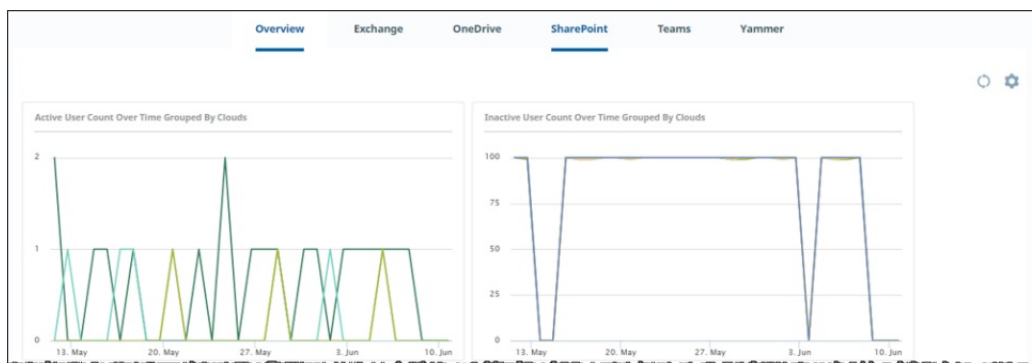 Overview Exchange OneDrive SharePoint Teams Yammer
Active User Count Over Time Grouped By Clouds
2
1
0
13. May 20. May 27. May 3. Jun 10. Jun
Inactive User Count Over Time Grouped By Clouds
100
75
50
25
0
13. May 20. May 27. May 3. Jun 10. Jun